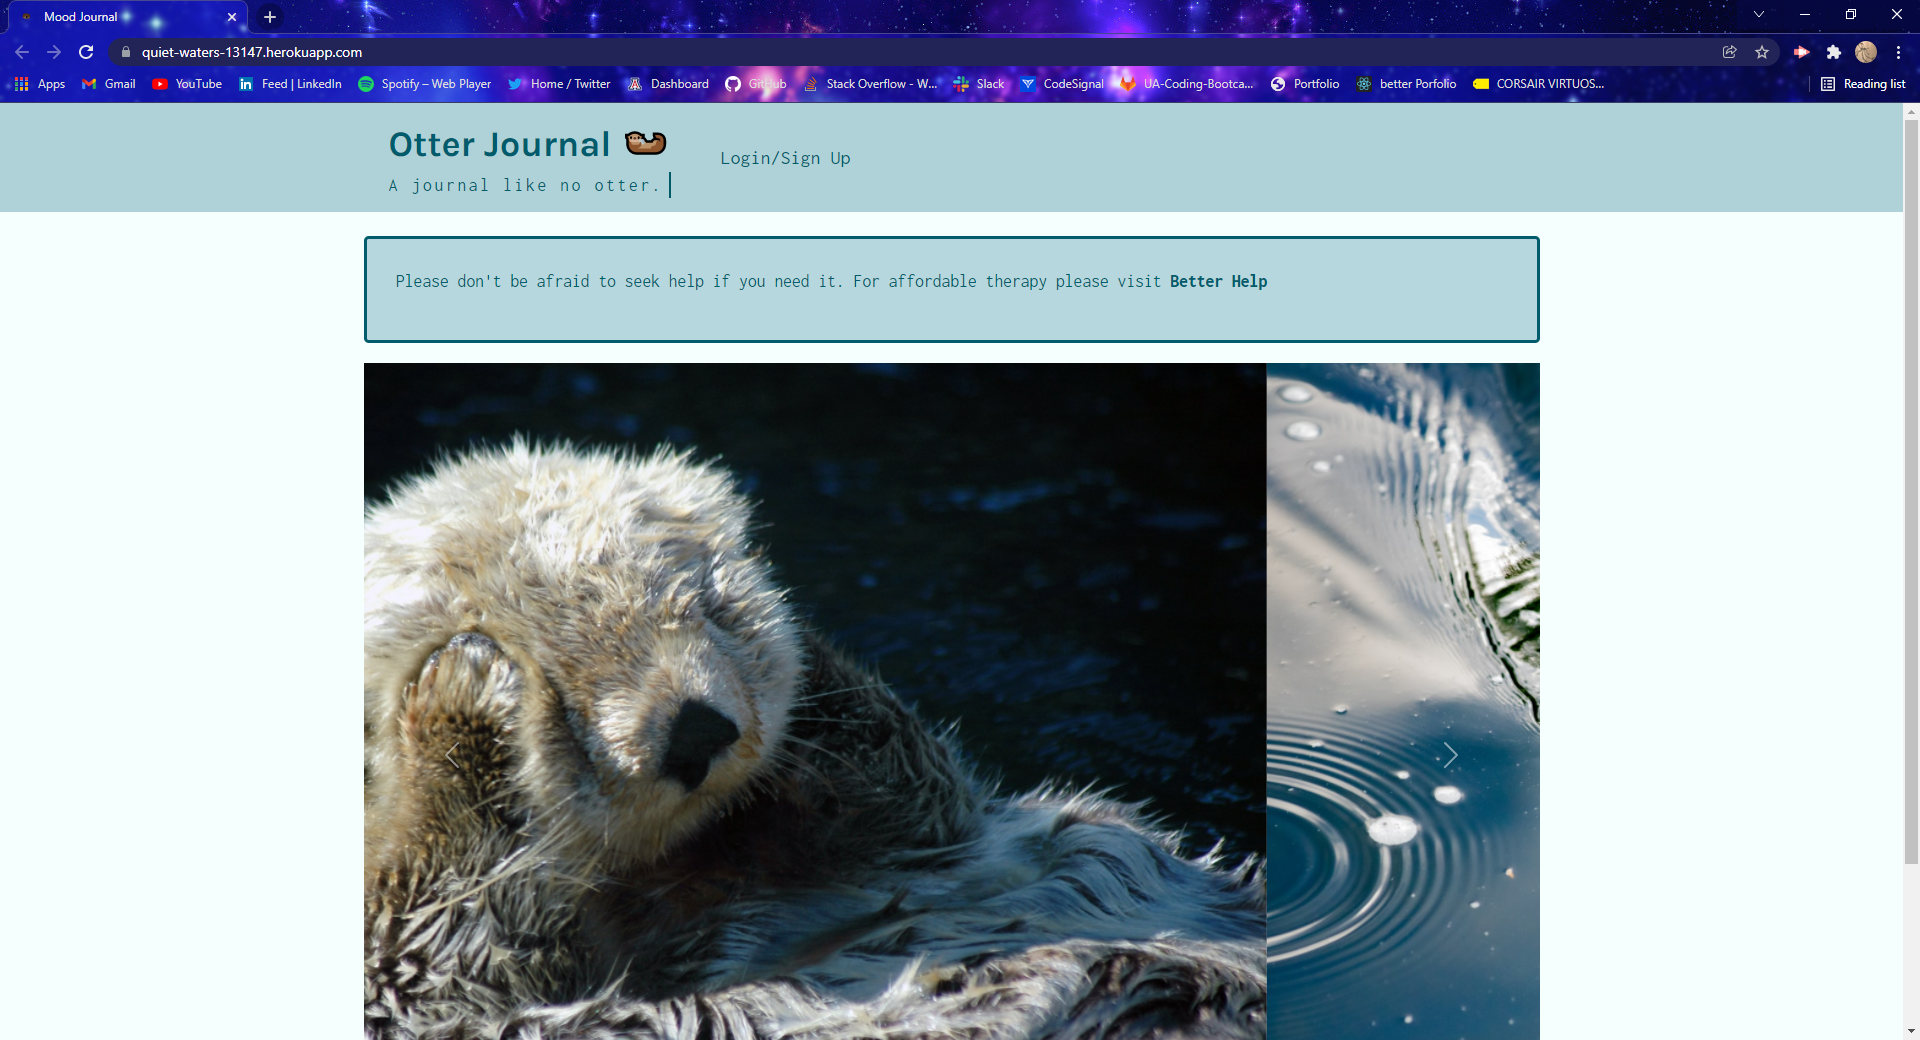 Mood Journal
quiet-waters-13147.herokuapp.com
Apps Gmail YouTube Feed | LinkedIn Spotify – Web Player Home / Twitter Dashboard GitHub Stack Overflow - W... Slack CodeSignal UA-Coding-Bootca... Portfolio better Porfolio CORSAIR VIRTUOS... Reading list
Otter Journal
Login/Sign Up
A journal like no otter.
Please don't be afraid to seek help if you need it. For affordable therapy please visit Better Help